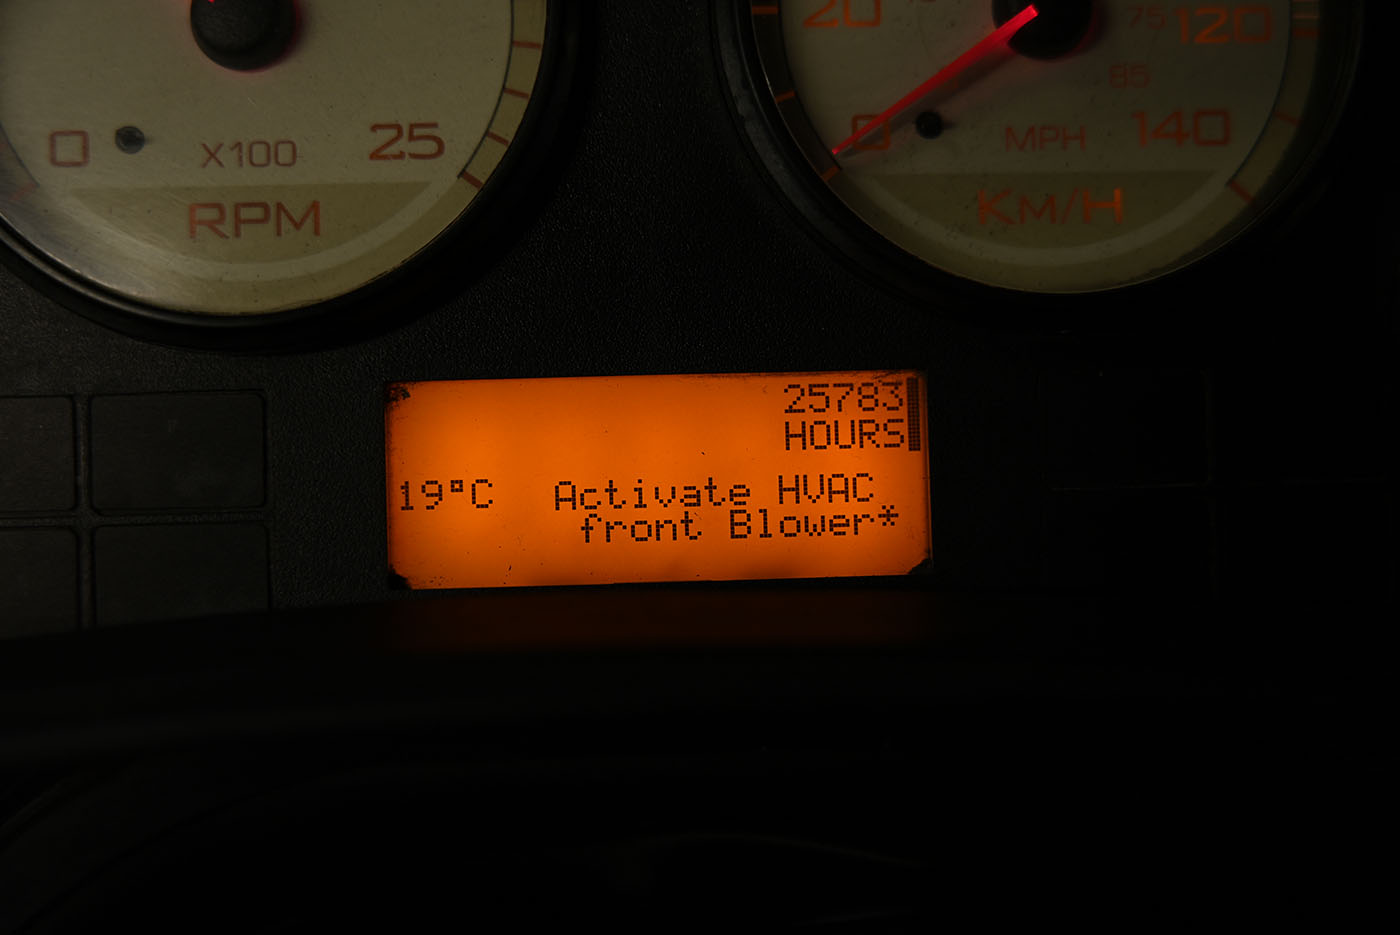 20
75
120
85
0
25
X100
RPM
0
MPH
140
KM/H
25783
HOURS
19°C Activate HVAC
front Blower*